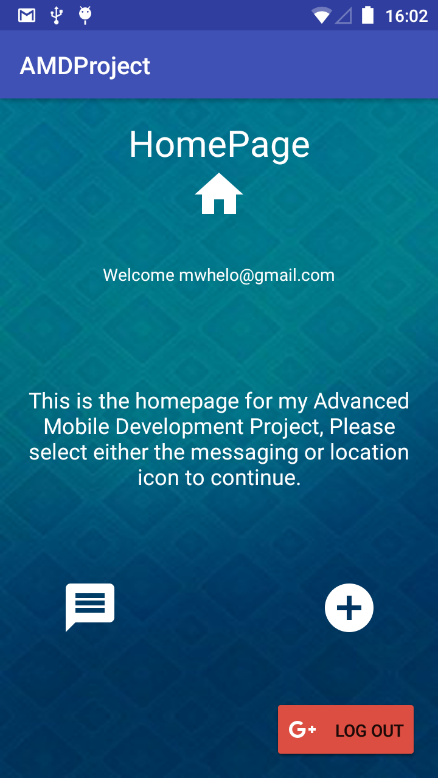 16:02
AMDProject
HomePage
Welcome mwhelo@gmail.com
This is the homepage for my Advanced
Mobile Development Project, Please
select either the messaging or location
icon to continue.
G+ LOG OUT